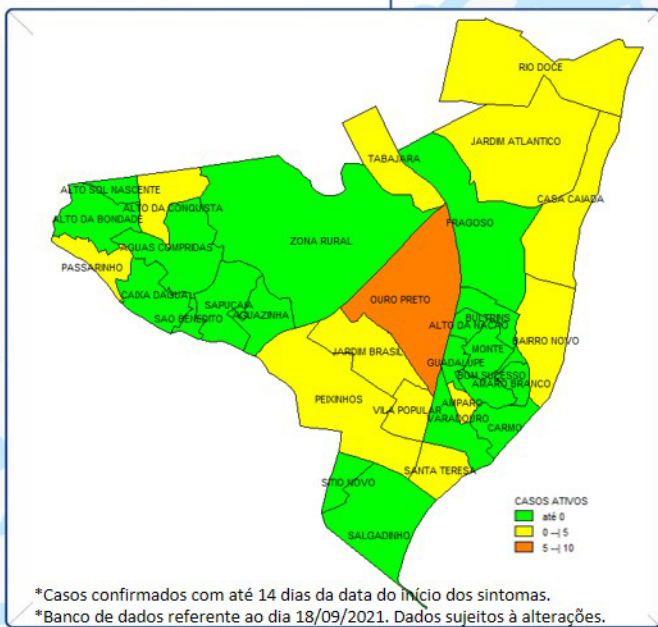 RIO DOCE
JARDIM ATLANTICO
TABAJARA
ALTO SOL NASCENTE
CASA CAIADA
ALTO DA CONQUISTA
ALTO DA BONDADE
FRAGOSO
ZONA RURAL
AGUAS COMPRIDAS
PASSARINHO
CAIXA DAGUA
OURO PRETO
SAPUCAIA
AGUAZINHA
SAO BENEDITO
BULTRINS
ALTO DA NACAO
BAIRRO NOVO
MONTE
JARDIM BRASIL
GUADALUPE
BOM SUCESSO
AMARO BRANCO
PEIXINHOS
AMPARO
VILA POPULAR
VARADOURO
CARMO
SANTA TERESA
SITIO NOVO
SALGADINHO
CASOS ATIVOS
até 0
0 --| 5
5 --| 10
*Casos confirmados com até 14 dias da data do início dos sintomas.
*Banco de dados referente ao dia 18/09/2021. Dados sujeitos à alterações.